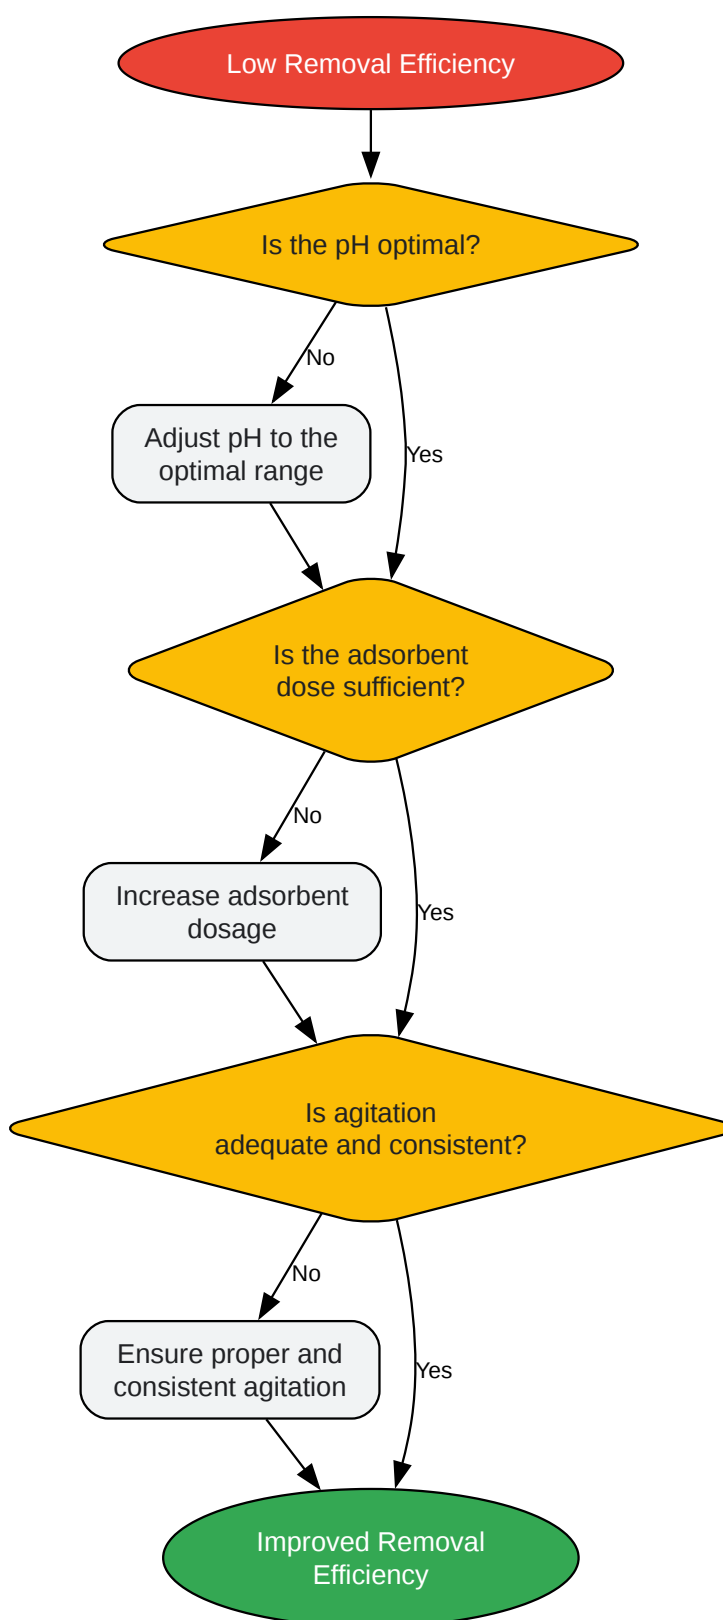 Low Removal Efficiency
Is the pH optimal?
No
Adjust pH to the
optimal range
Yes
Is the adsorbent
dose sufficient?
No
Increase adsorbent
dosage
Yes
Is agitation
adequate and consistent?
No
Ensure proper and
consistent agitation
Yes
Improved Removal
Efficiency